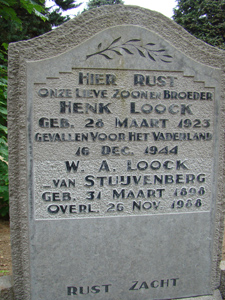 HIER RUST
ONZE LIEVE ZOON EN BROEDER
HENK LOOCK
GEB. 26 MAART 1923
GEVALLEN VOOR HET VADERLAND
16 DEC. 1944
W. A. LOOCK
_VAN STUIJVENBERG
GEB. 31 MAART 1898
OVERL. 26 NOV 1988
RUST ZACHT